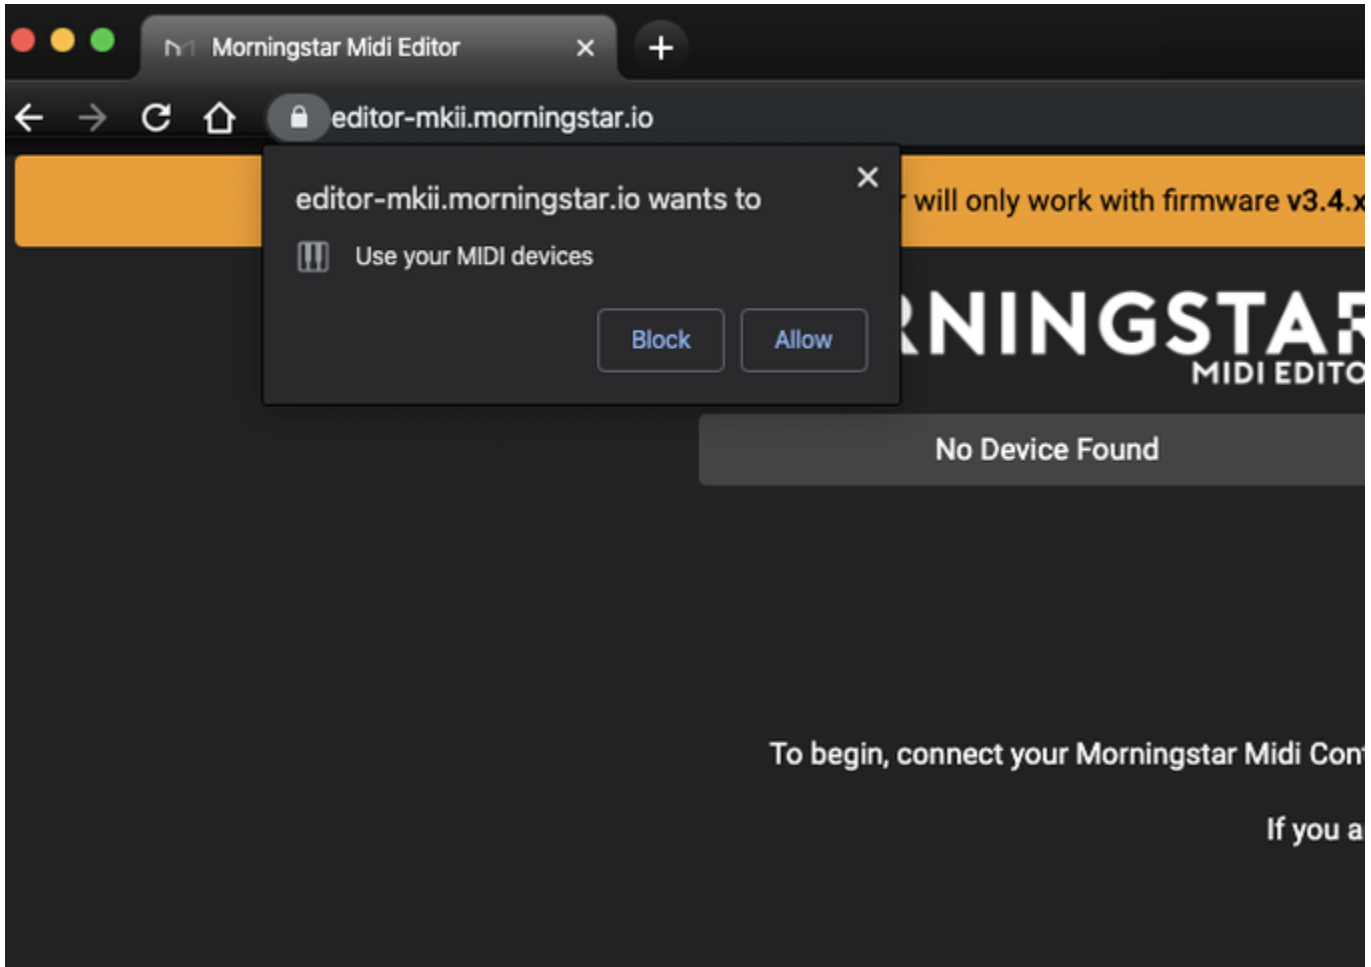 Morningstar Midi Editor
editor-mkii.morningstar.io
editor-mkii.morningstar.io wants to
Use your MIDI devices
Block Allow
will only work with firmware v3.4.x
RNINGSTAR
MIDI EDITO
No Device Found
To begin, connect your Morningstar Midi Con
If you a